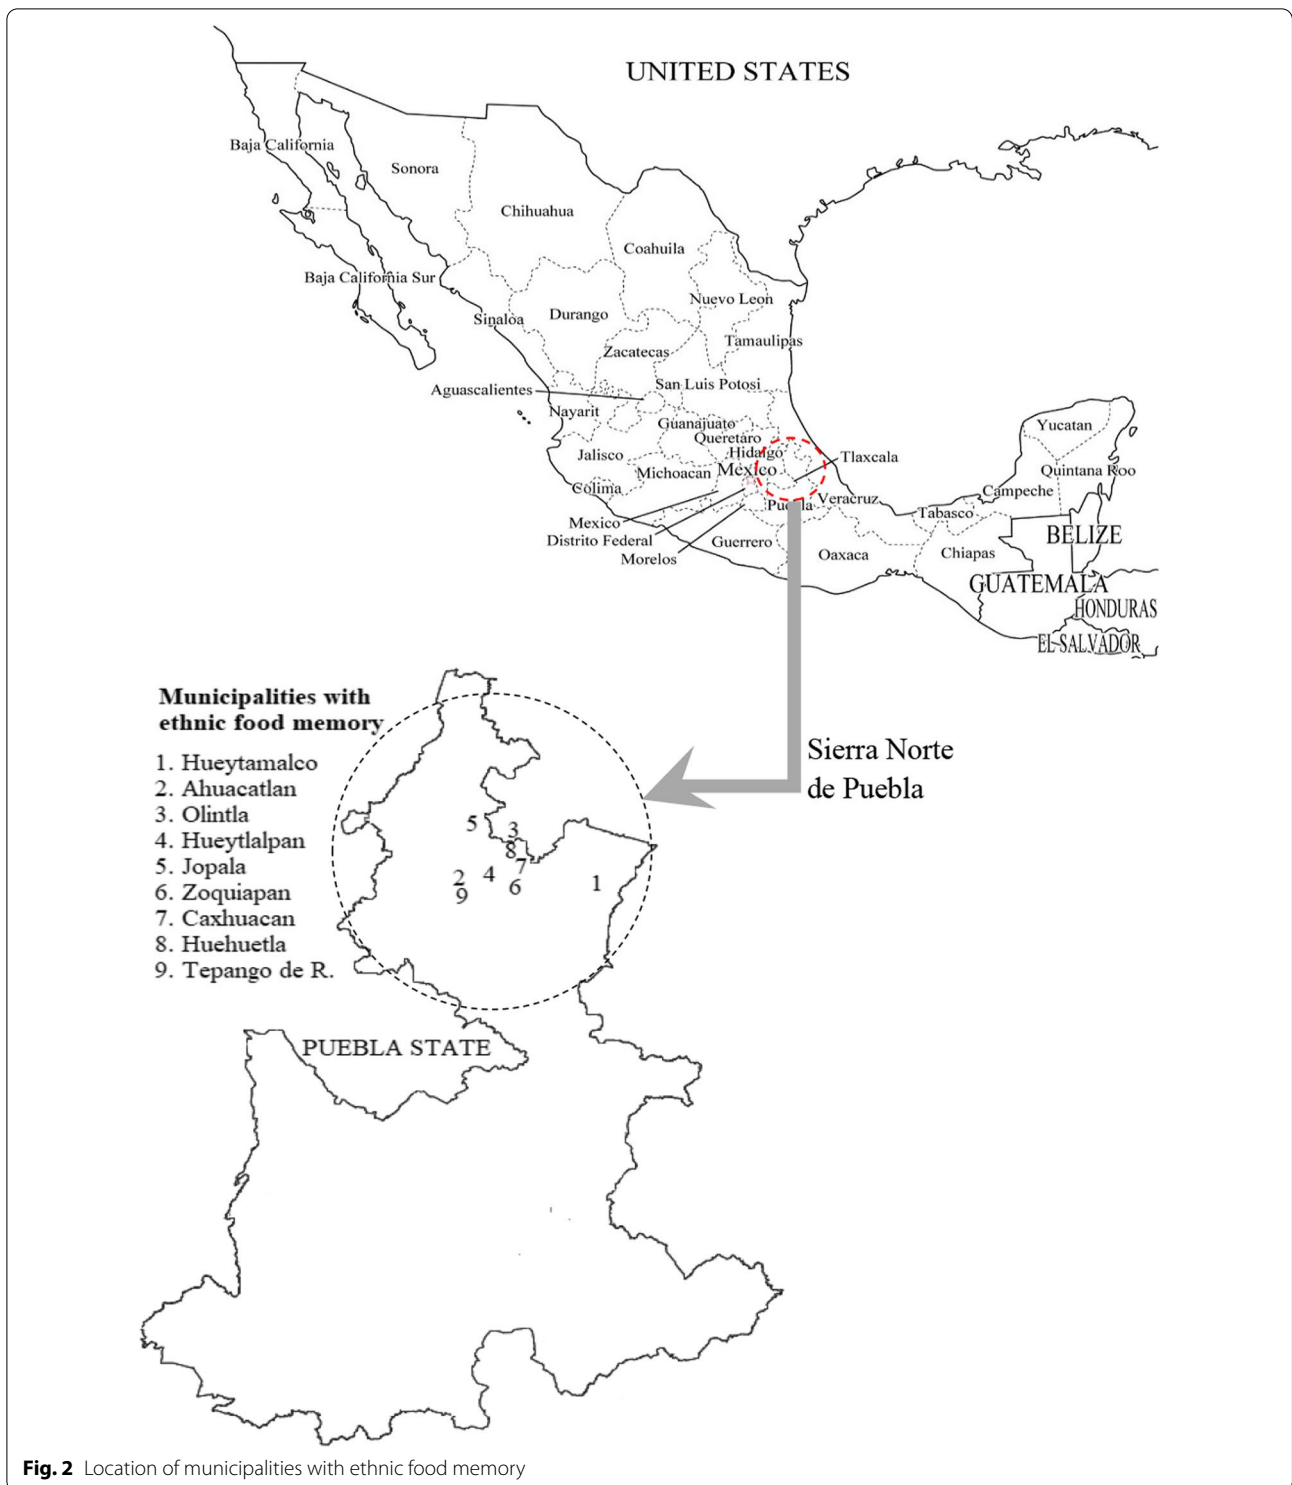 UNITED STATES
Baja California
Sonora
Chihuahua
Coahuila
Baja California Sur
Nuevo Leon
Sinaloa
Durango
Tamaulipas
Zacatecas
San Luis Potosi
Aguascalientes
Nayarit
Guanajuato
Queretaro
Hidalgo
Jalisco
Michoacan
Mexico
Tlaxcala
Colima
Puebla
Veracruz
Mexico
Distrito Federal
Morelos
Guerrero
Oaxaca
Yucatan
Quintana Roo
Campeche
Tabasco
Chiapas
BELIZE
GUATEMALA
HONDURAS
EL SALVADOR
Municipalities with
ethnic food memory
1. Hueytamalco
2. Ahuacatlan
3. Olintla
4. Hueytlalpan
5. Jopala
6. Zoquiapan
7. Caxhuacan
8. Huehuetla
9. Tepango de R.
Sierra Norte
de Puebla
5
3
8
7
2
4
6
1
9
PUEBLA STATE
Fig. 2 Location of municipalities with ethnic food memory